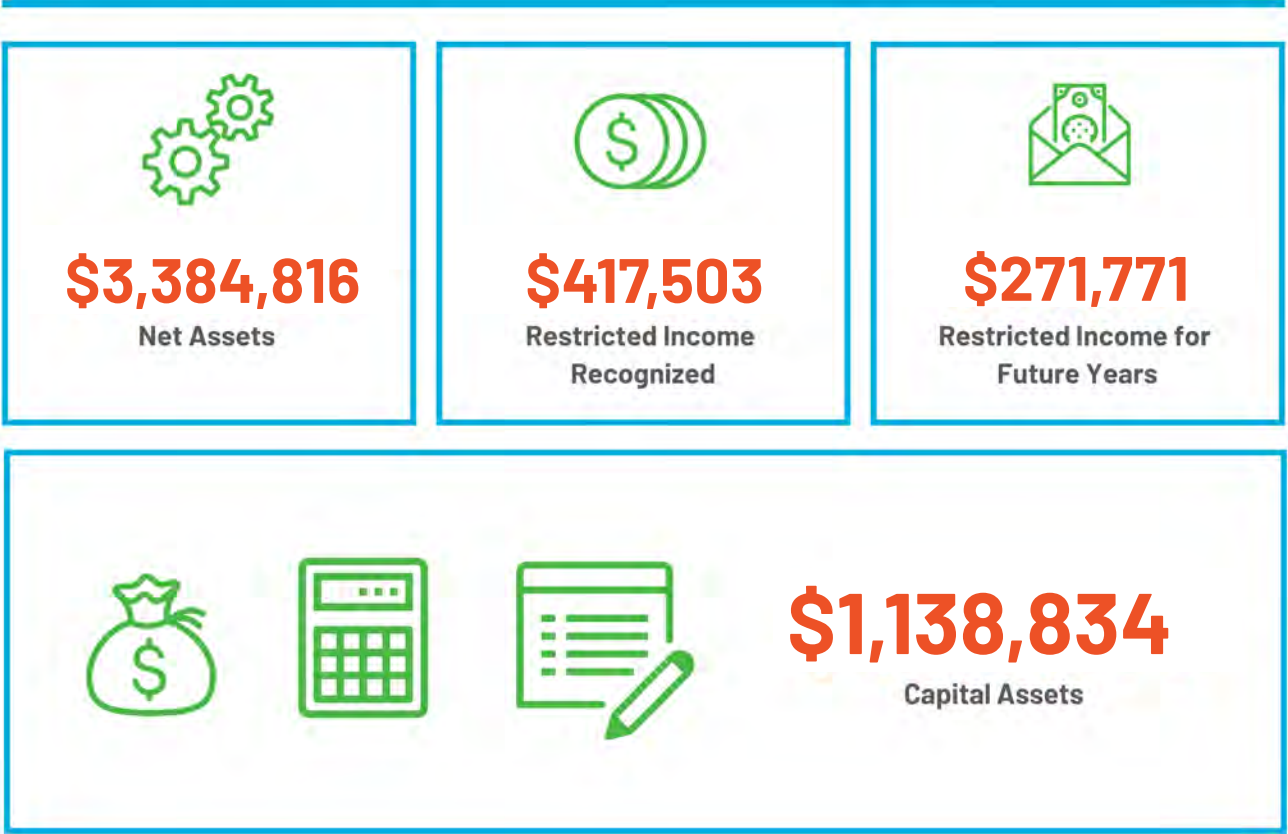 $3,384,816
Net Assets
$417,503
Restricted Income
Recognized
$271,771
Restricted Income for
Future Years
$1,138,834
Capital Assets